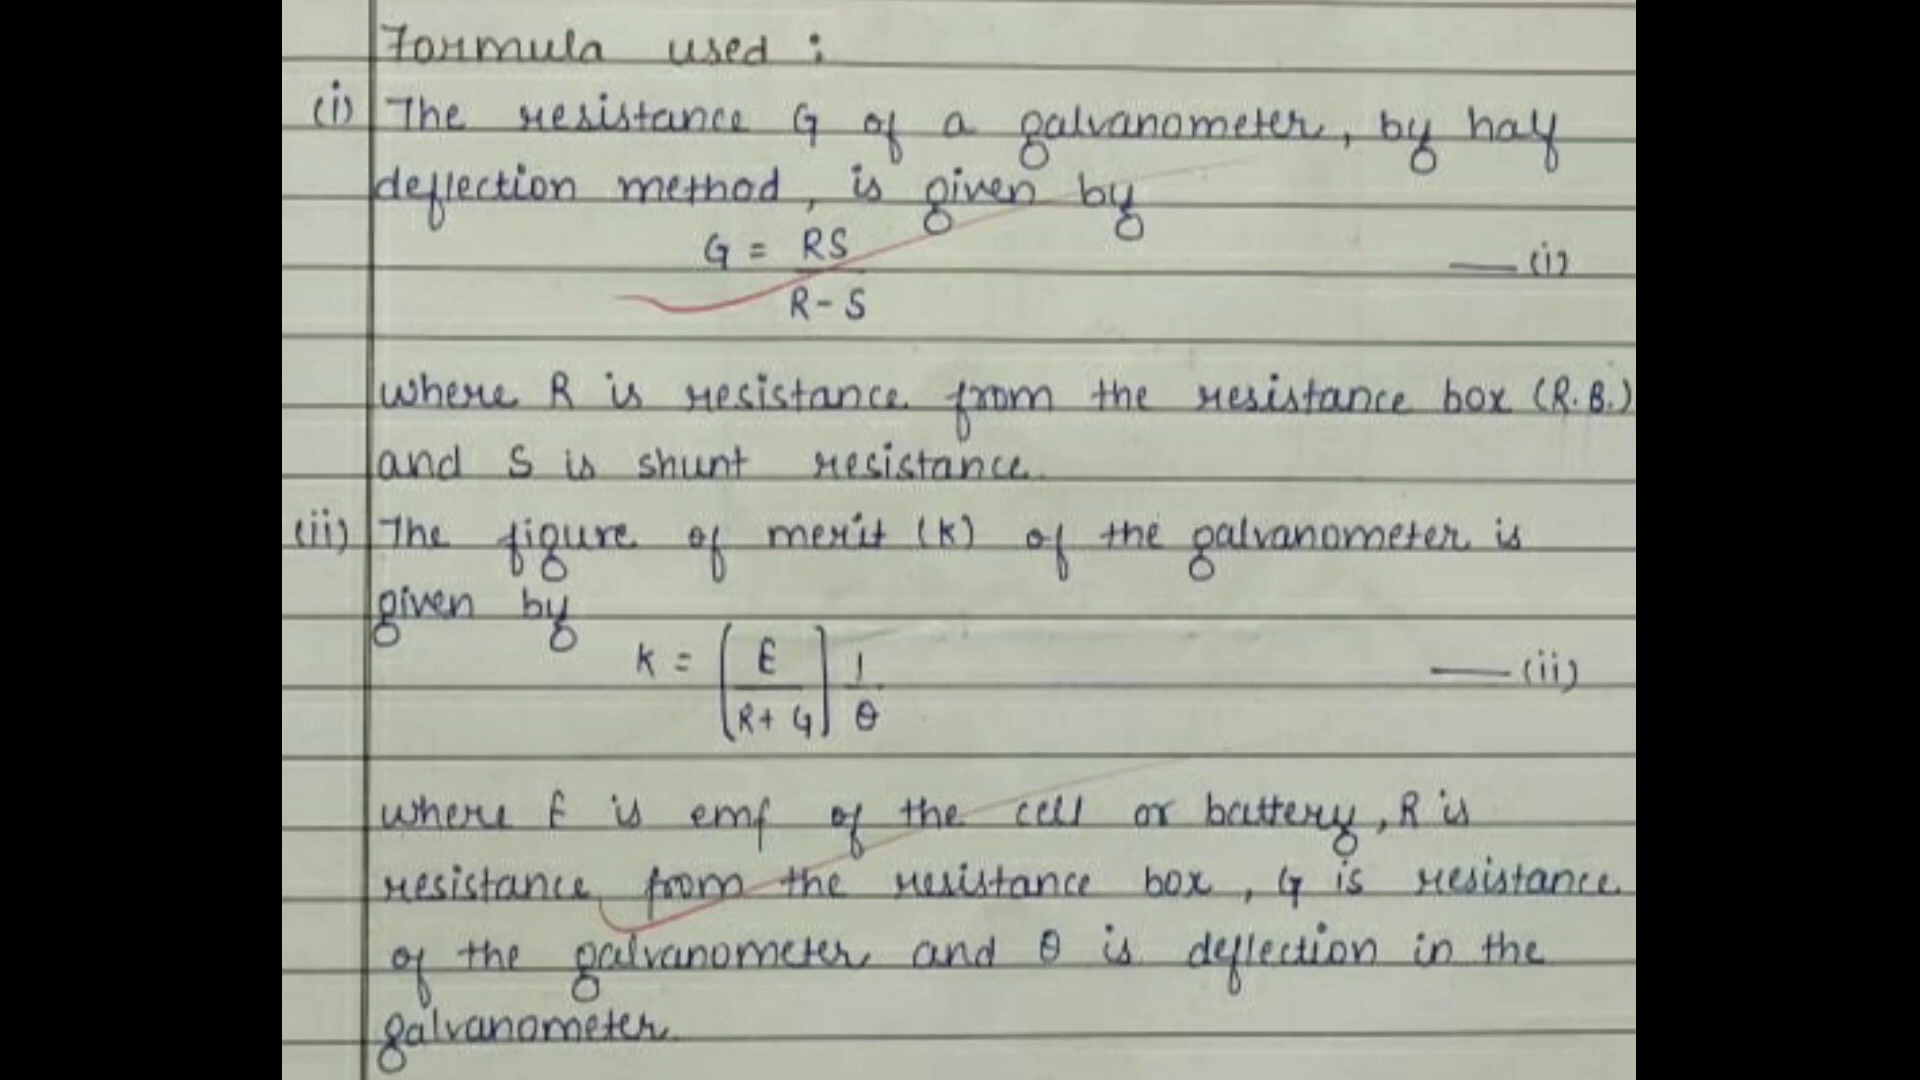 Formula used :
(i) The resistance G of a galvanometer, by half
deflection method, is given by
G = RS
R - S
— (i)
where R is resistance from the resistance box (R.B.)
and S is shunt resistance.
(ii) The figure of merit (k) of the galvanometer is
given by
k = [E / R + G] 1 / θ — (ii)
where E is emf of the cell or battery, R is
resistance from the resistance box, G is resistance
of the galvanometer and θ is deflection in the
galvanometer.